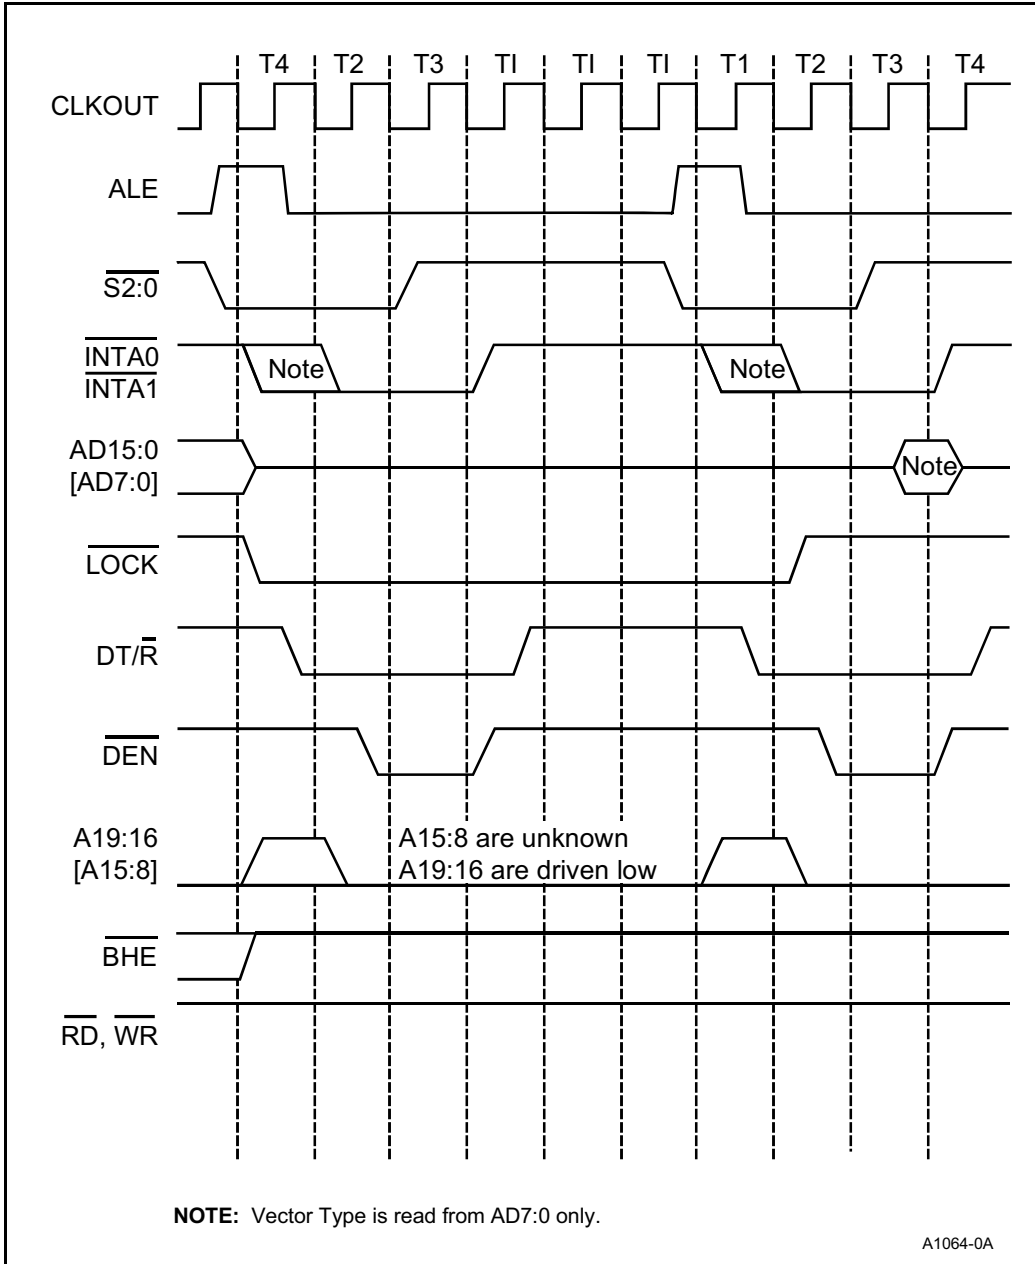 T4 T2 T3 TI TI TI T1 T2 T3 T4
CLKOUT
ALE
S2:0
INTA0
INTA1
Note
Note
AD15:0
[AD7:0]
Note
LOCK
DT/R
DEN
A19:16
[A15:8]
A15:8 are unknown
A19:16 are driven low
BHE
RD, WR
NOTE: Vector Type is read from AD7:0 only.
A1064-0A